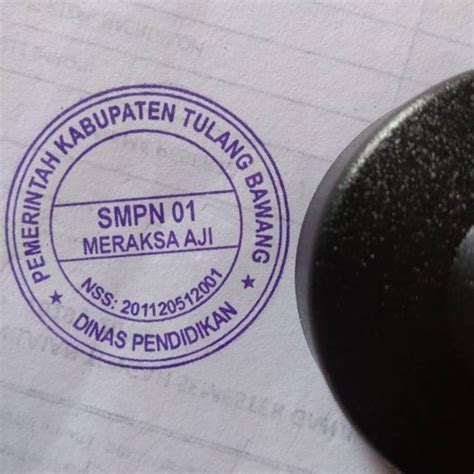 PEMERINTAH KABUPATEN TULANG BAWANG
SMPN 01
MERAKSA AJI
NSS: 201120512001
DINAS PENDIDIKAN